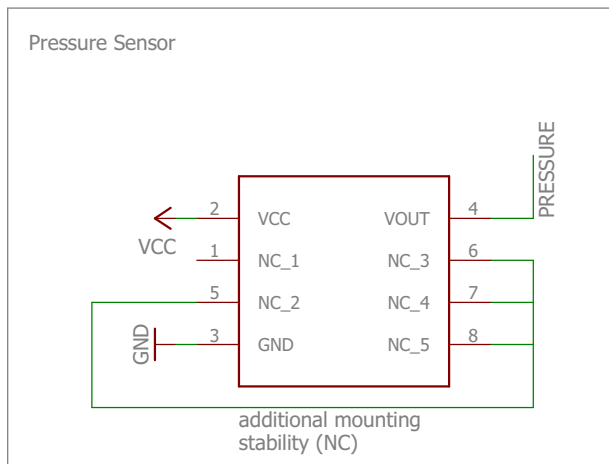 Pressure Sensor
PRESSURE
2 VCC VOUT 4
VCC
1 NC_1 NC_3 6
5 NC_2 NC_4 7
GND 3 GND NC_5 8
additional mounting
stability (NC)